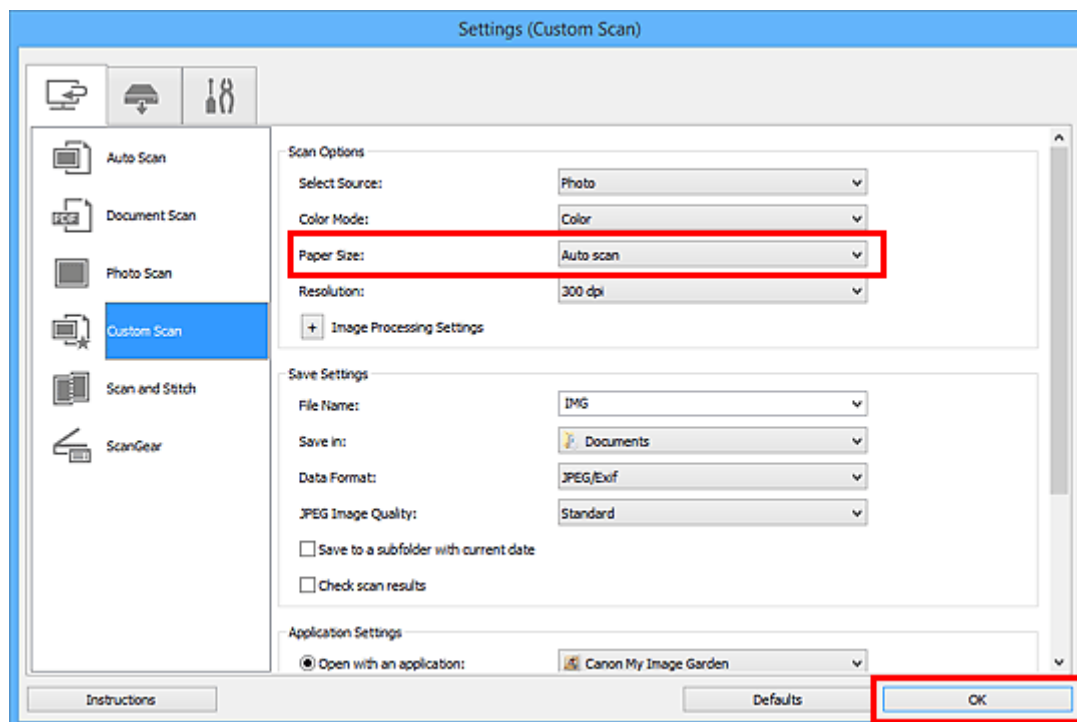 Settings (Custom Scan)
Auto Scan
PDF
Document Scan
Photo Scan
Custom Scan
Scan and Stitch
ScanGear
Scan Options
Select Source: Photo
Color Mode: Color
Paper Size: Auto scan
Resolution: 300 dpi
+ Image Processing Settings
Save Settings
File Name: IMG
Save in: Documents
Data Format: JPEG/Exif
JPEG Image Quality: Standard
Save to a subfolder with current date
Check scan results
Application Settings
Open with an application: Canon My Image Garden
Instructions Defaults OK